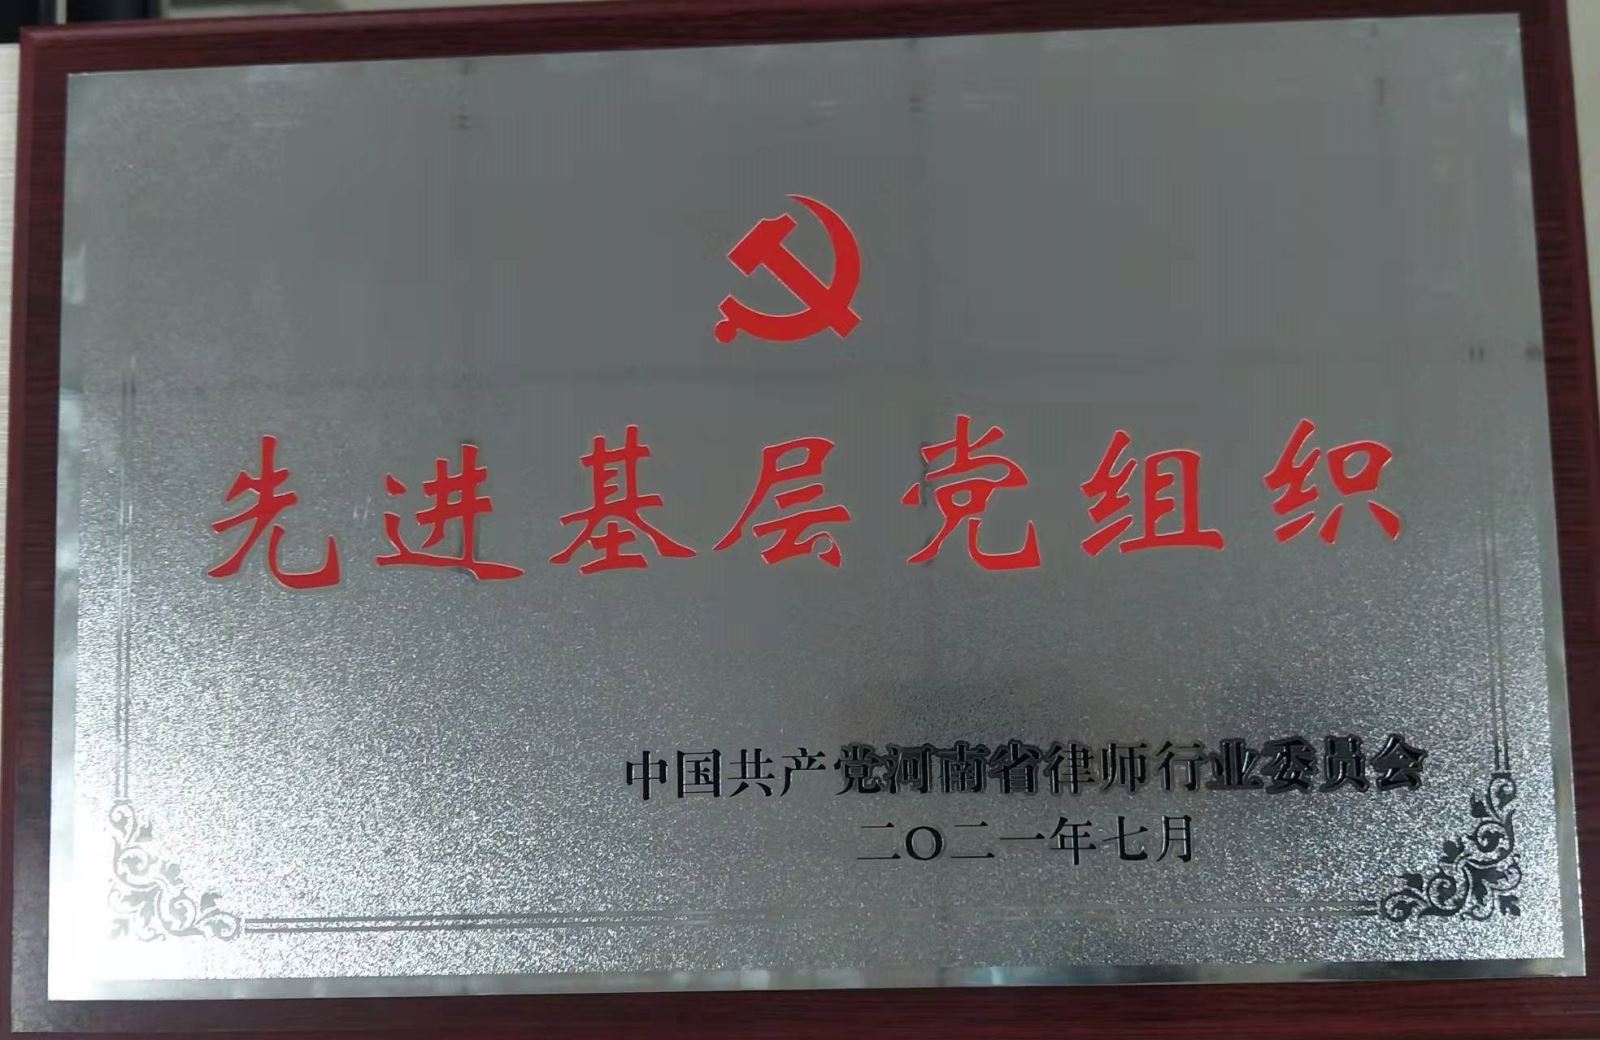 先进基层党组织
中国共产党河南省律师行业委员会
二〇二一年七月